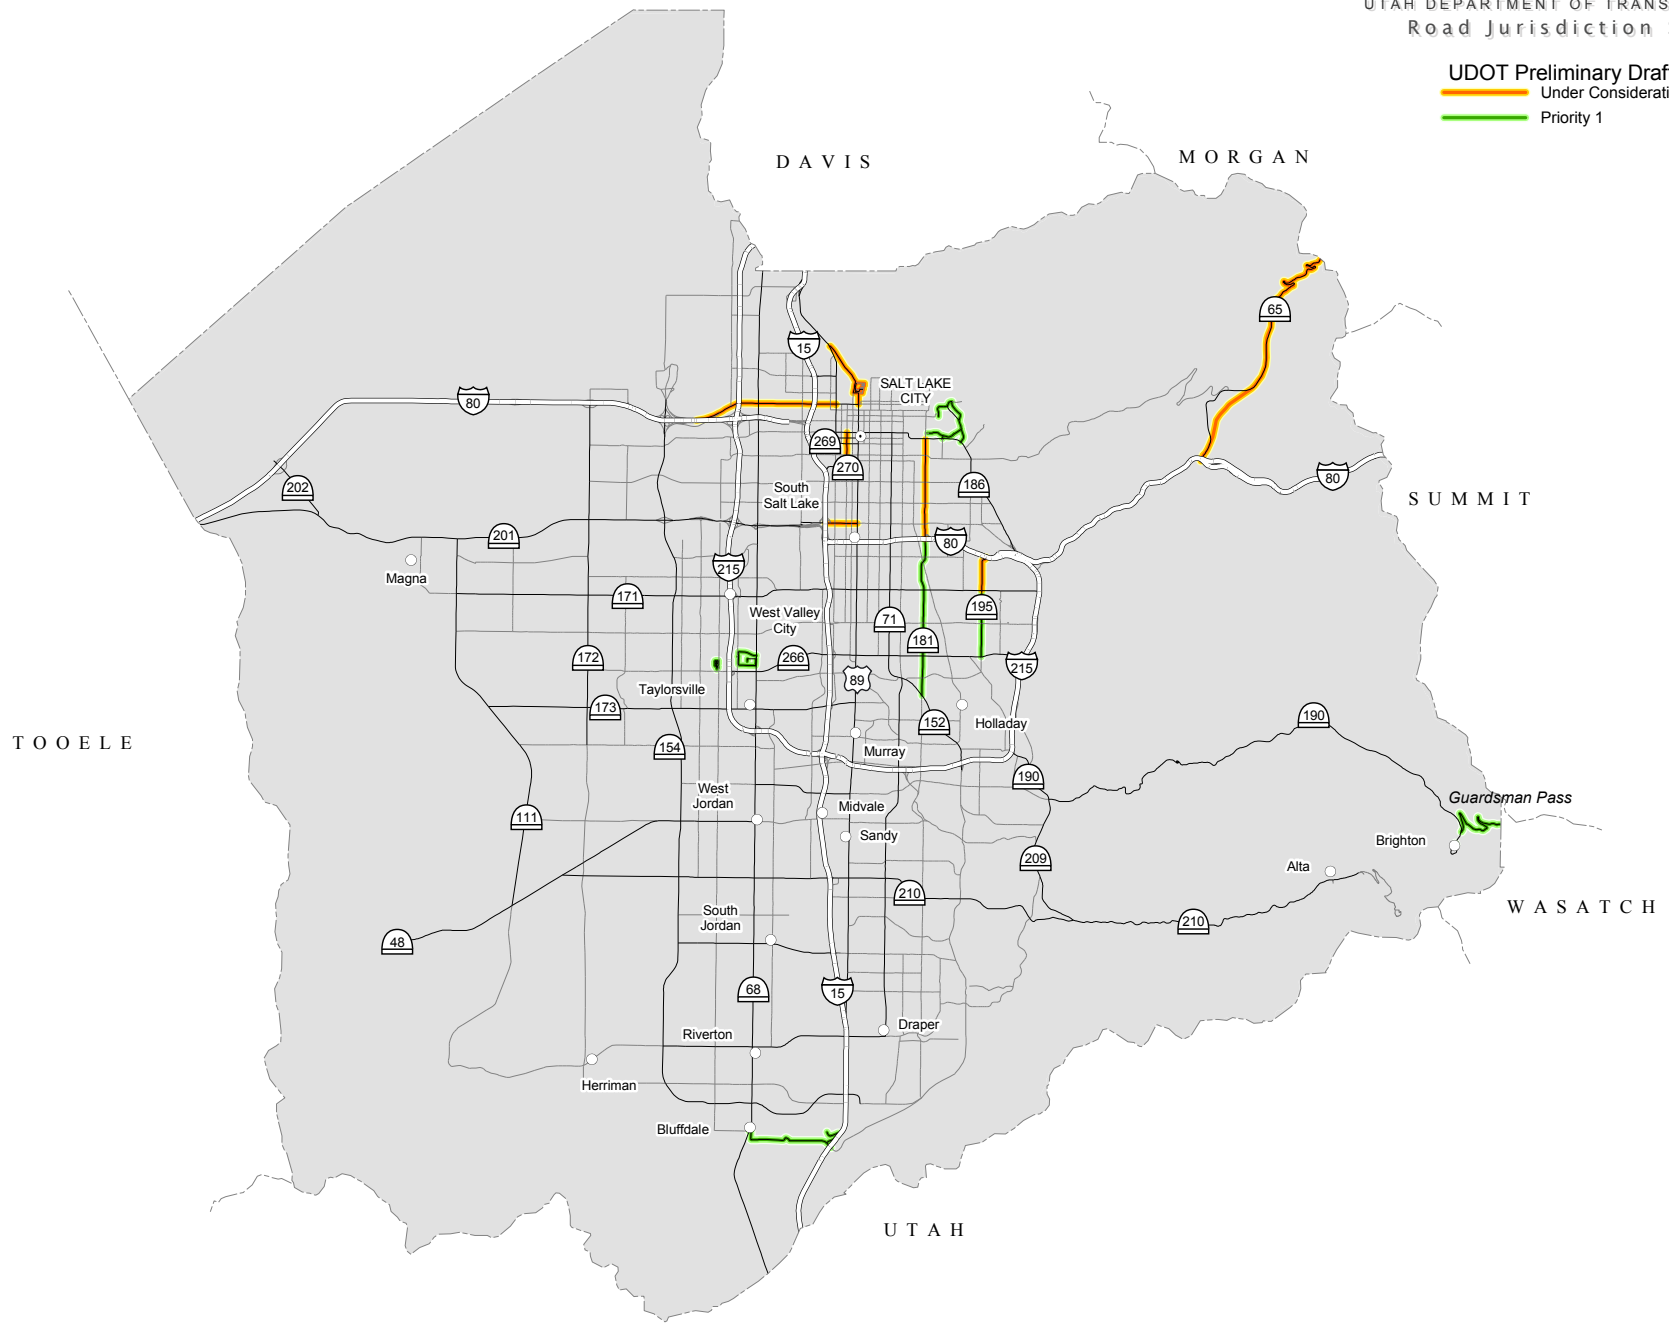 UTAH DEPARTMENT OF TRANS
Road Jurisdiction
UDOT Preliminary Draf
Under Considerati
Priority 1
DAVIS
MORGAN
65
15
SALT LAKE
CITY
80
269
270
186
80
202
South
Salt Lake
SUMMIT
201
80
Magna
215
171
195
West Valley
City
71
181
172
266
215
89
Taylorsville
173
152
Holladay
190
TOOELE
154
Murray
190
West
Jordan
Midvale
Guardsman Pass
111
Sandy
Brighton
209
Alta
210
South
Jordan
210
WASATCH
48
68
15
Draper
Riverton
Herriman
Bluffdale
UTAH